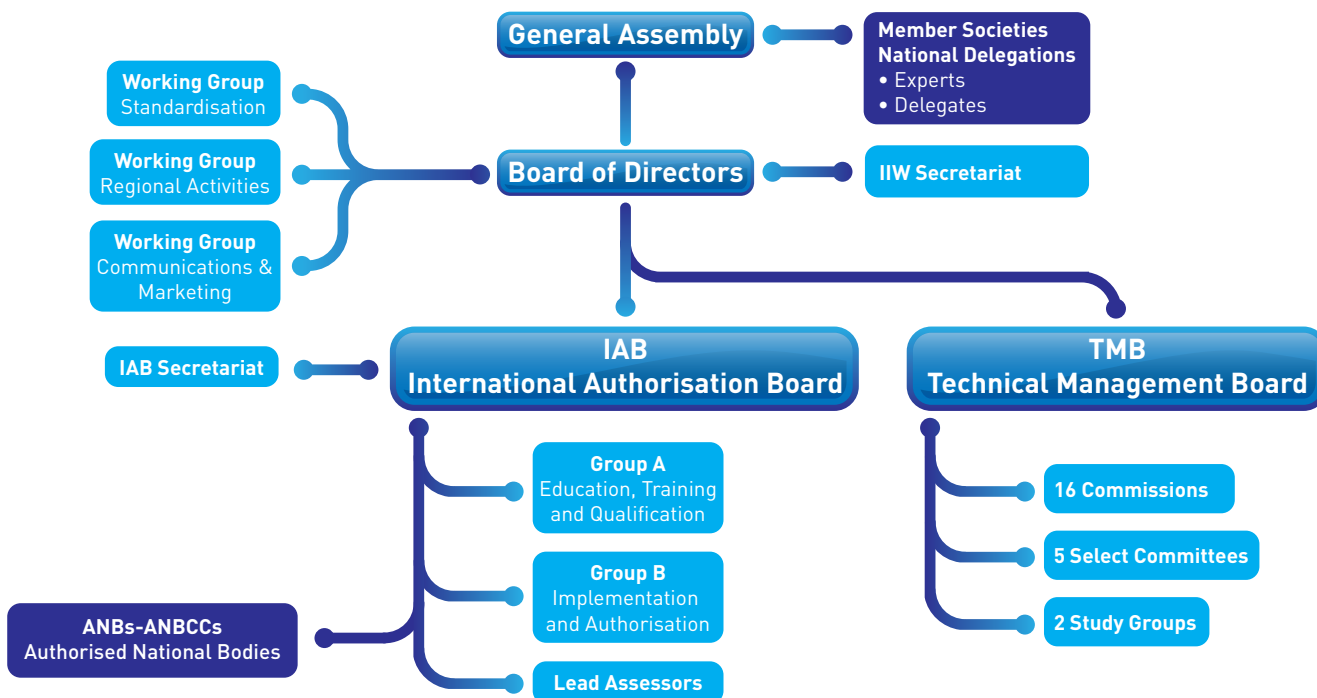 General Assembly
Member Societies
National Delegations
• Experts
• Delegates
Working Group
Standardisation
Working Group
Regional Activities
Working Group
Communications &
Marketing
Board of Directors
IIW Secretariat
IAB Secretariat
IAB
International Authorisation Board
TMB
Technical Management Board
Group A
Education, Training
and Qualification
Group B
Implementation
and Authorisation
Lead Assessors
ANBs-ANBCCs
Authorised National Bodies
16 Commissions
5 Select Committees
2 Study Groups